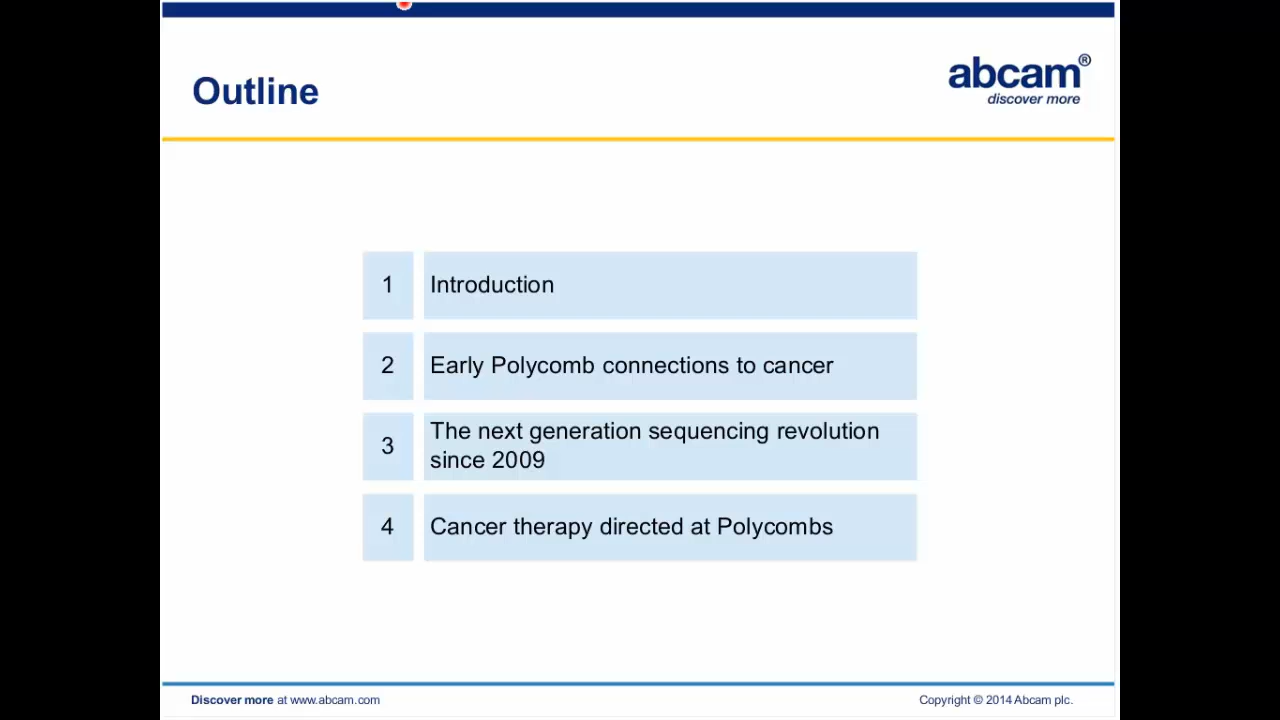 Outline
abcam®
discover more
1 Introduction
2 Early Polycomb connections to cancer
3 The next generation sequencing revolution
since 2009
4 Cancer therapy directed at Polycombs
Discover more at www.abcam.com
Copyright © 2014 Abcam plc.